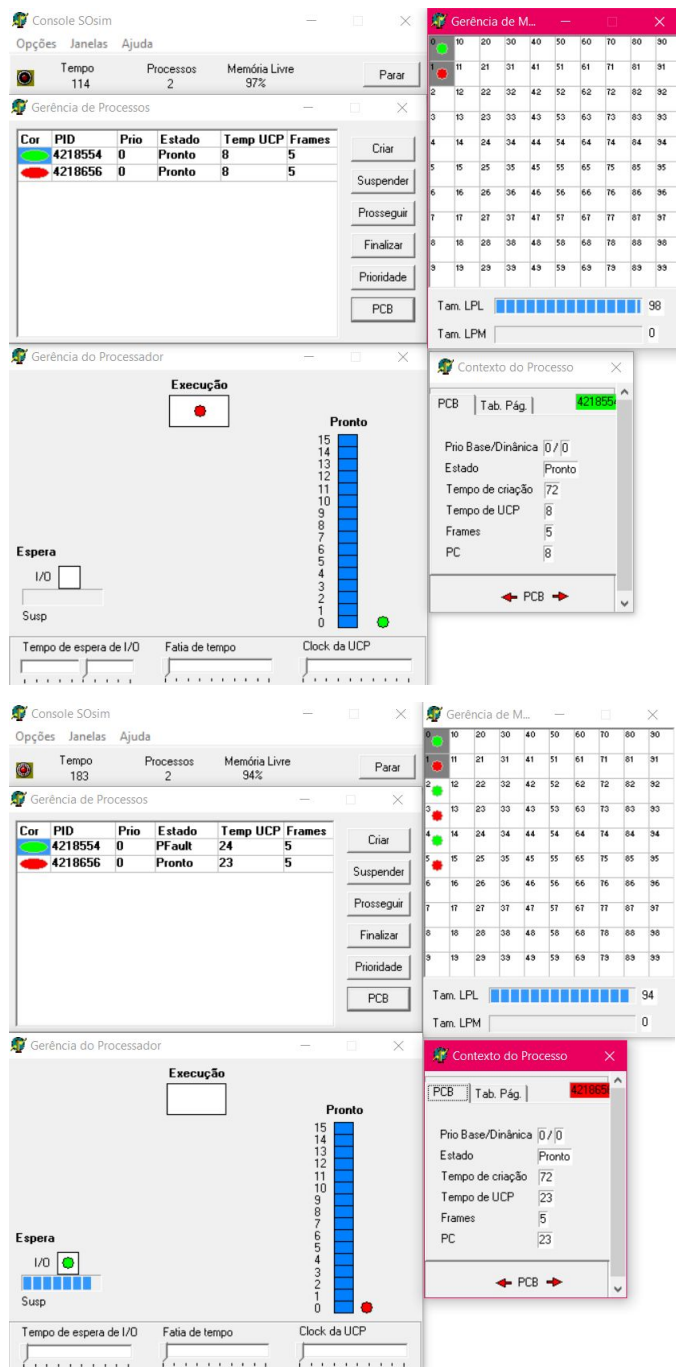 Console SOsim
Opções Janelas Ajuda
Tempo Processos Memória Livre
114 2 97% Parar
Gerência de Processos
Cor PID Prio Estado Temp UCP Frames
4218554 0 Pronto 8 5
4218656 0 Pronto 8 5
Criar
Suspender
Prosseguir
Finalizar
Prioridade
PCB
Gerência de M...
0 10 20 30 40 50 60 70 80 90
1 11 21 31 41 51 61 71 81 91
2 12 22 32 42 52 62 72 82 92
3 13 23 33 43 53 63 73 83 93
4 14 24 34 44 54 64 74 84 94
5 15 25 35 45 55 65 75 85 95
6 16 26 36 46 56 66 76 86 96
7 17 27 37 47 57 67 77 87 97
8 18 28 38 48 58 68 78 88 98
9 19 29 39 49 59 69 79 89 99
Tam. LPL 98
Tam. LPM 0
Gerência do Processador
Execução
Pronto
15
14
13
12
11
10
9
8
7
6
5
4
3
2
1
0
Espera
I/O
Susp
Tempo de espera de I/O Fatia de tempo Clock da UCP
Contexto do Processo
PCB Tab. Pág. 4218554
Prio Base/Dinânica 0 / 0
Estado Pronto
Tempo de criação 72
Tempo de UCP 8
Frames 5
PC 8
PCB
Console SOsim
Opções Janelas Ajuda
Tempo Processos Memória Livre
183 2 94% Parar
Gerência de Processos
Cor PID Prio Estado Temp UCP Frames
4218554 0 PFault 24 5
4218656 0 Pronto 23 5
Criar
Suspender
Prosseguir
Finalizar
Prioridade
PCB
Gerência de M...
0 10 20 30 40 50 60 70 80 90
1 11 21 31 41 51 61 71 81 91
2 12 22 32 42 52 62 72 82 92
3 13 23 33 43 53 63 73 83 93
4 14 24 34 44 54 64 74 84 94
5 15 25 35 45 55 65 75 85 95
6 16 26 36 46 56 66 76 86 96
7 17 27 37 47 57 67 77 87 97
8 18 28 38 48 58 68 78 88 98
9 19 29 39 49 59 69 79 89 99
Tam. LPL 94
Tam. LPM 0
Gerência do Processador
Execução
Pronto
15
14
13
12
11
10
9
8
7
6
5
4
3
2
1
0
Espera
I/O
Susp
Tempo de espera de I/O Fatia de tempo Clock da UCP
Contexto do Processo
PCB Tab. Pág. 421865
Prio Base/Dinânica 0 / 0
Estado Pronto
Tempo de criação 72
Tempo de UCP 23
Frames 5
PC 23
PCB